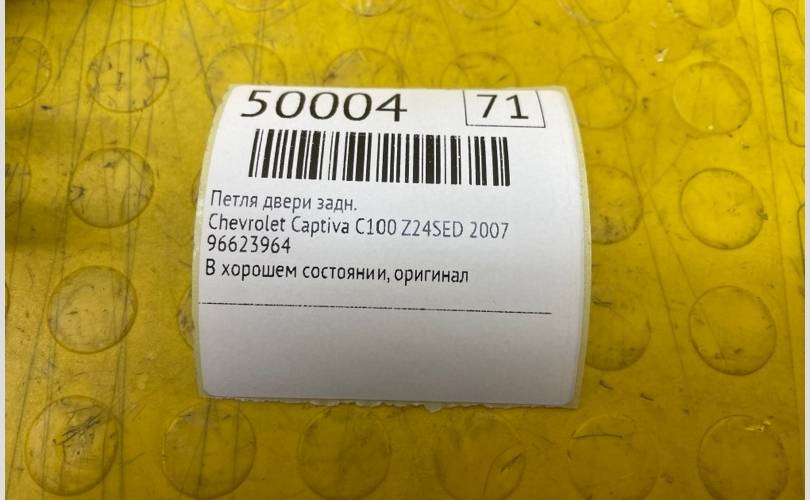 50004 71
Петля двери задн.
Chevrolet Captiva C100 Z24SED 2007
96623964
В хорошем состоянии, оригинал